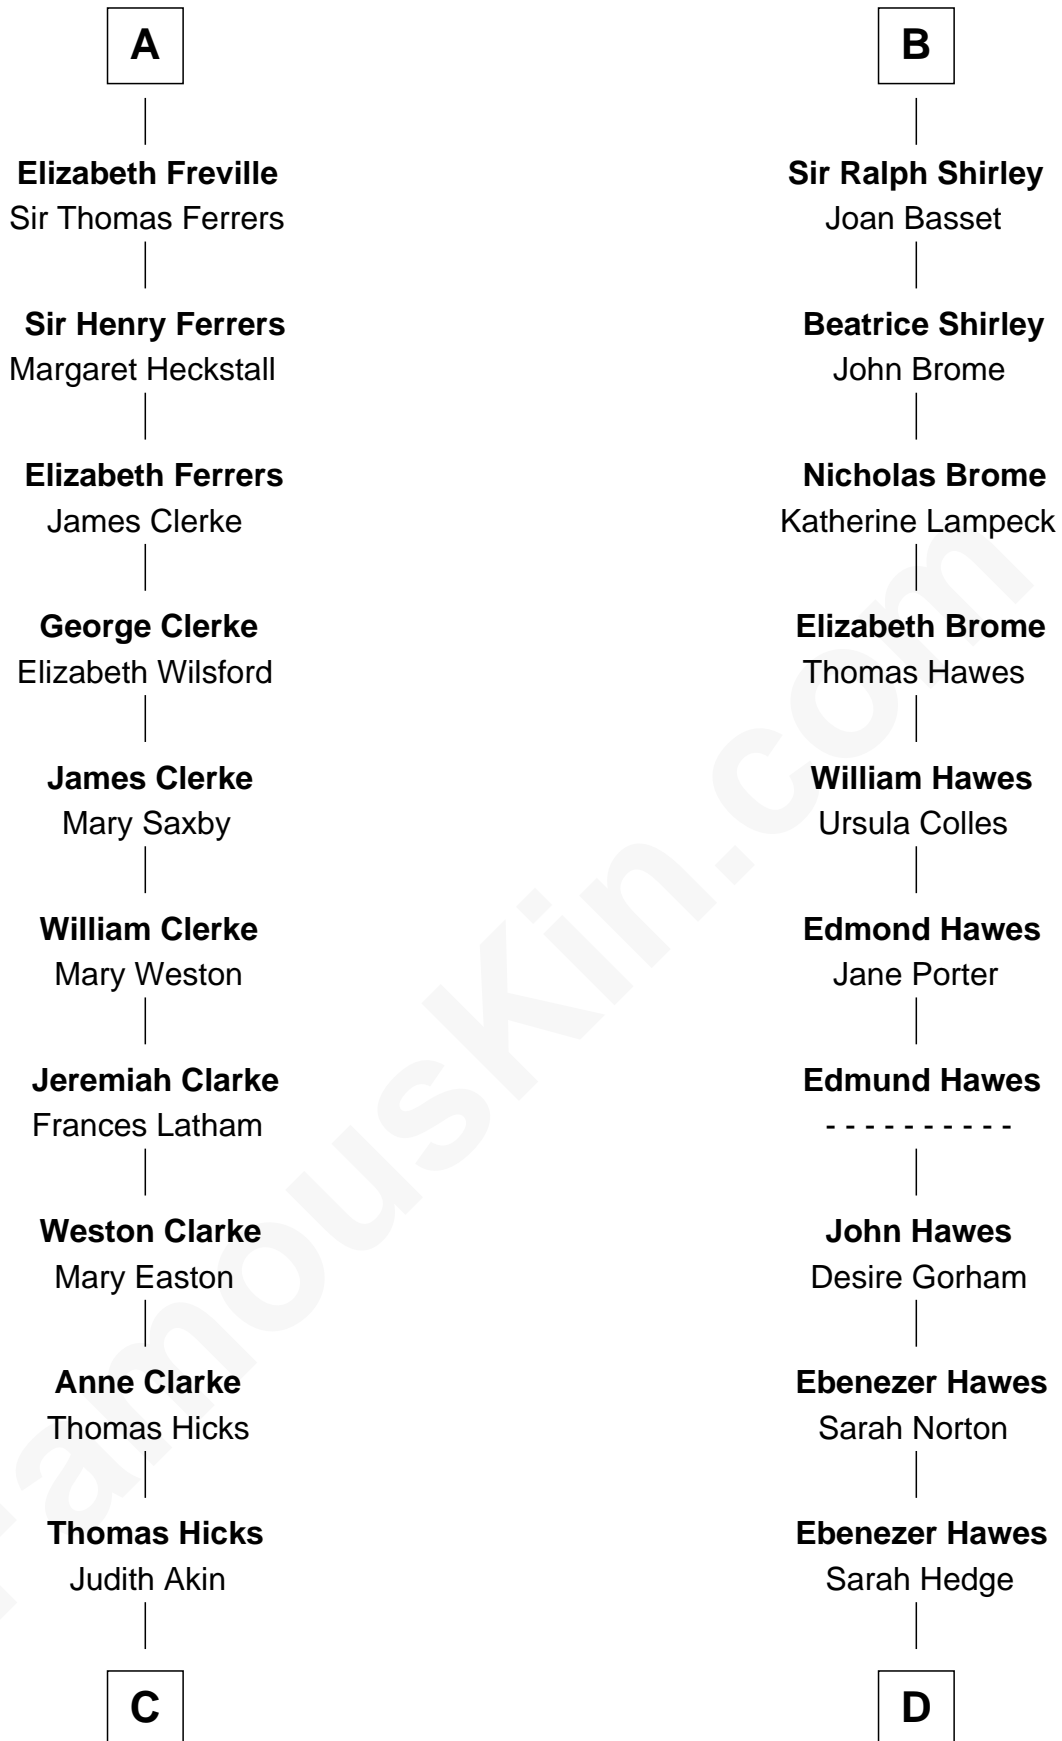 A
Elizabeth Freville
Sir Thomas Ferrers
Sir Henry Ferrers
Margaret Heckstall
Elizabeth Ferrers
James Clerke
George Clerke
Elizabeth Wilsford
James Clerke
Mary Saxby
William Clerke
Mary Weston
Jeremiah Clarke
Frances Latham
Weston Clarke
Mary Easton
Anne Clarke
Thomas Hicks
Thomas Hicks
Judith Akin
C
B
Sir Ralph Shirley
Joan Basset
Beatrice Shirley
John Brome
Nicholas Brome
Katherine Lampeck
Elizabeth Brome
Thomas Hawes
William Hawes
Ursula Colles
Edmond Hawes
Jane Porter
Edmund Hawes
- - - - - - - - - -
John Hawes
Desire Gorham
Ebenezer Hawes
Sarah Norton
Ebenezer Hawes
Sarah Hedge
D
FamousKin.com